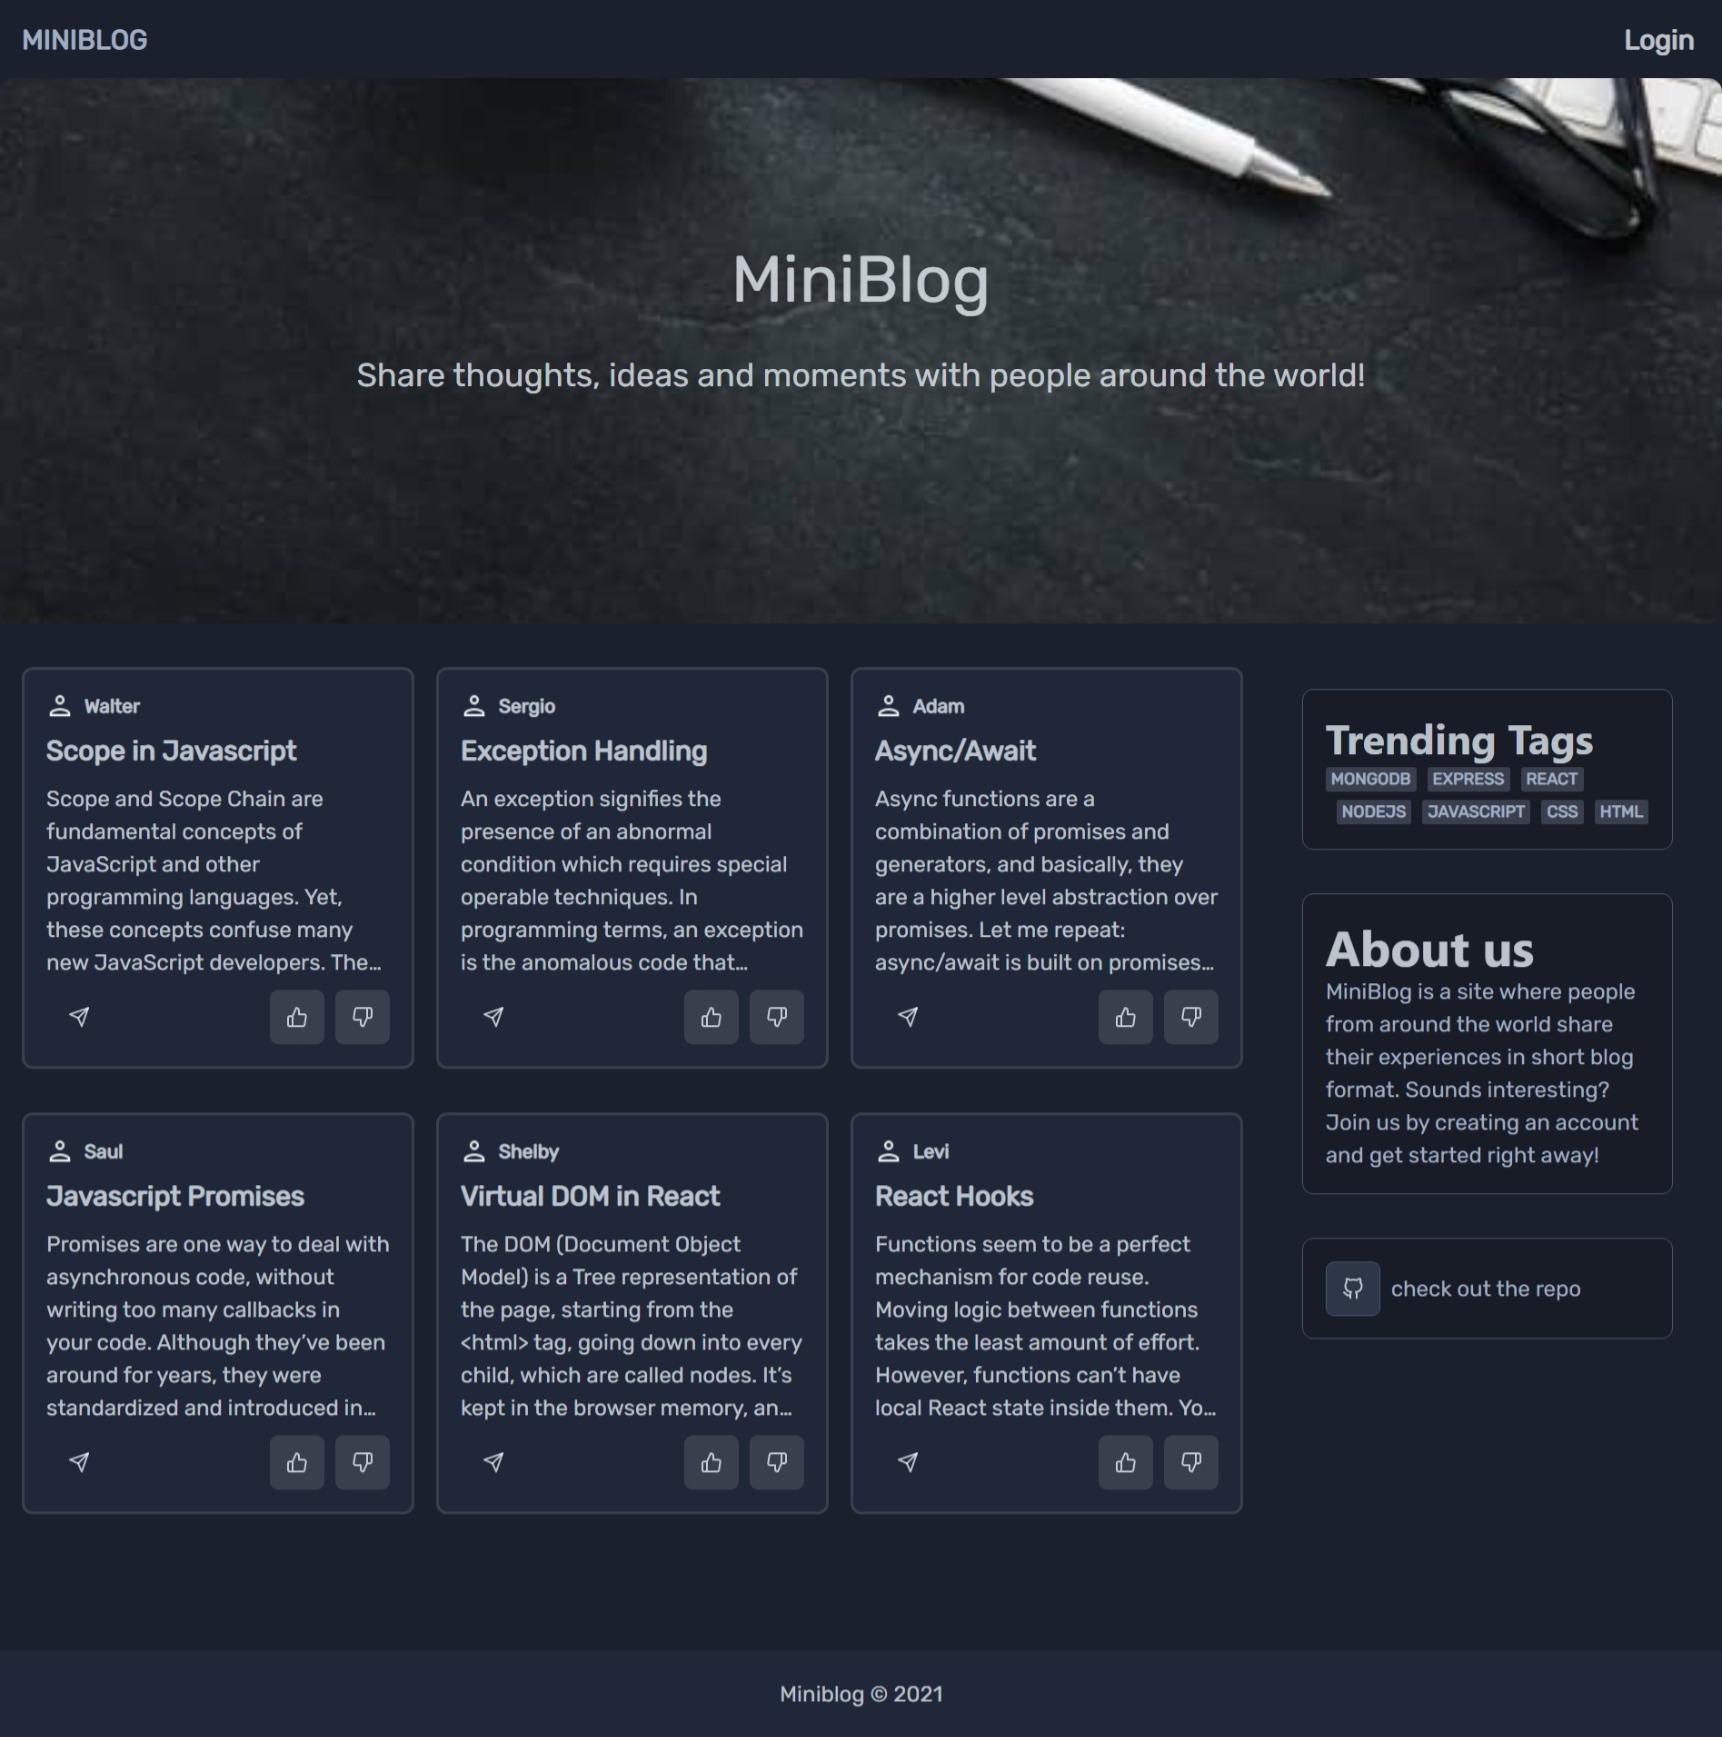 MINIBLOG
Login
MiniBlog
Share thoughts, ideas and moments with people around the world!
Walter
Scope in Javascript
Scope and Scope Chain are
fundamental concepts of
JavaScript and other
programming languages. Yet,
these concepts confuse many
new JavaScript developers. The...
Sergio
Exception Handling
An exception signifies the
presence of an abnormal
condition which requires special
operable techniques. In
programming terms, an exception
is the anomalous code that...
Adam
Async/Await
Async functions are a
combination of promises and
generators, and basically, they
are a higher level abstraction over
promises. Let me repeat:
async/await is built on promises...
Saul
Javascript Promises
Promises are one way to deal with
asynchronous code, without
writing too many callbacks in
your code. Although they’ve been
around for years, they were
standardized and introduced in...
Shelby
Virtual DOM in React
The DOM (Document Object
Model) is a Tree representation of
the page, starting from the
<html> tag, going down into every
child, which are called nodes. It’s
kept in the browser memory, an...
Levi
React Hooks
Functions seem to be a perfect
mechanism for code reuse.
Moving logic between functions
takes the least amount of effort.
However, functions can’t have
local React state inside them. Yo...
Trending Tags
MONGODB EXPRESS REACT
NODEJS JAVASCRIPT CSS HTML
About us
MiniBlog is a site where people
from around the world share
their experiences in short blog
format. Sounds interesting?
Join us by creating an account
and get started right away!
check out the repo
Miniblog © 2021